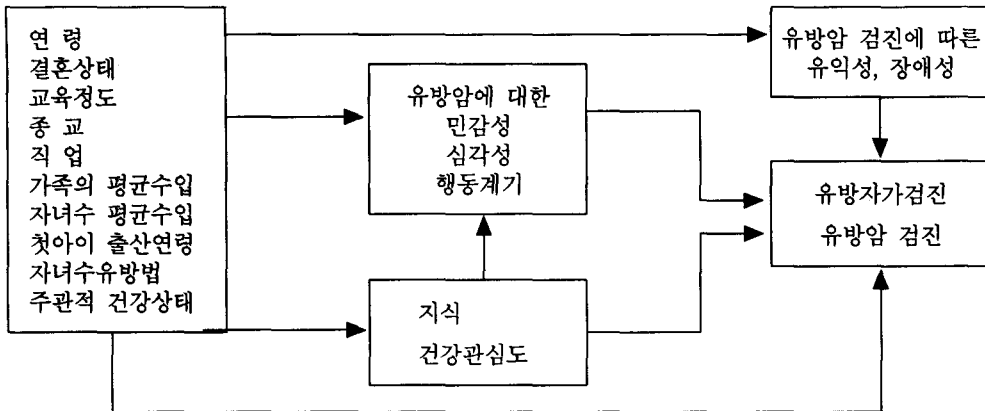 연 령
결혼상태
교육정도
종 교
직 업
가족의 평균수입
자녀수 평균수입
첫아이 출산연령
자녀수유방법
주관적 건강상태
유방암에 대한
민감성
심각성
행동계기
지식
건강관심도
유방암 검진에 따른
유익성, 장애성
유방자가검진
유방암 검진